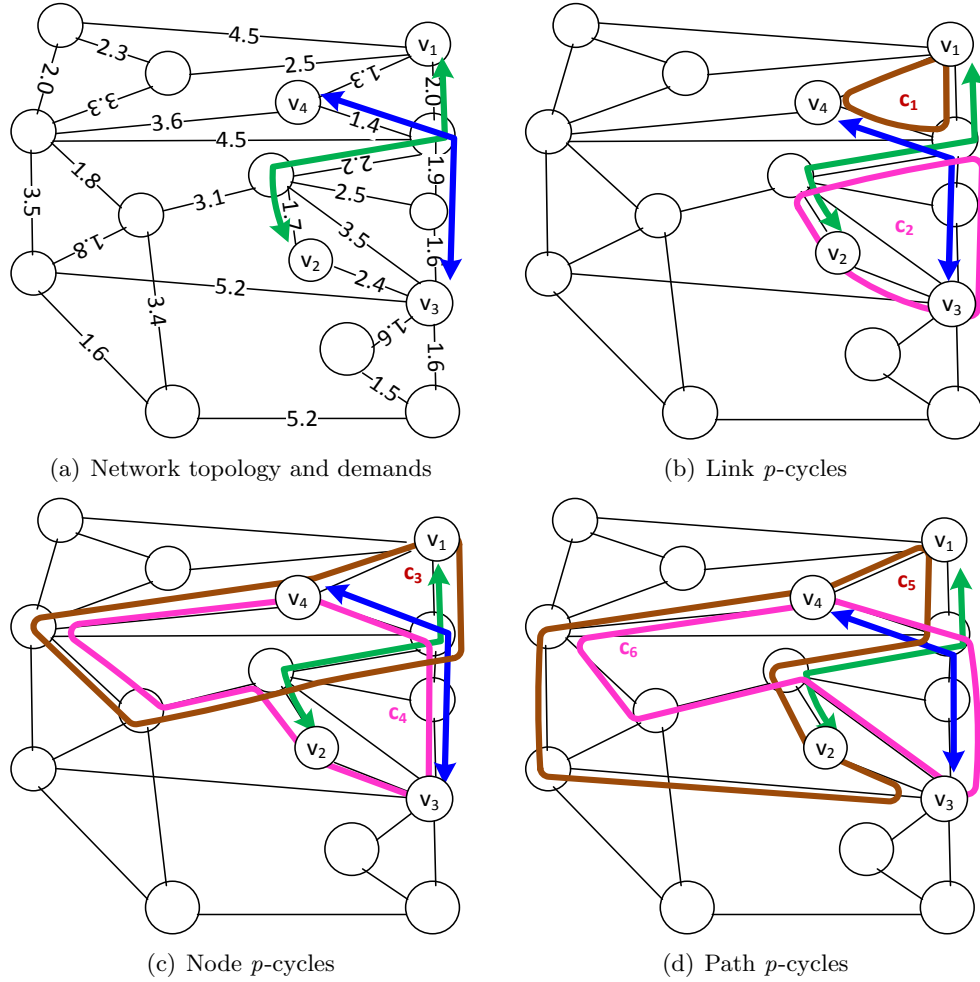 4.5
v1
2.3
2.5
2.0
1.3
2.0
3.3
v4
3.6
1.4
4.5
2.2
1.9
1.8
3.1
2.5
3.5
1.7
3.5
1.8
v2
1.6
5.2
2.4
v3
3.4
1.6
1.6
1.6
1.5
5.2
(a) Network topology and demands
v1
v4
c1
c2
v2
v3
(b) Link p-cycles
v1
c3
v4
c4
v2
v3
(c) Node p-cycles
v1
c5
v4
c6
v2
v3
(d) Path p-cycles